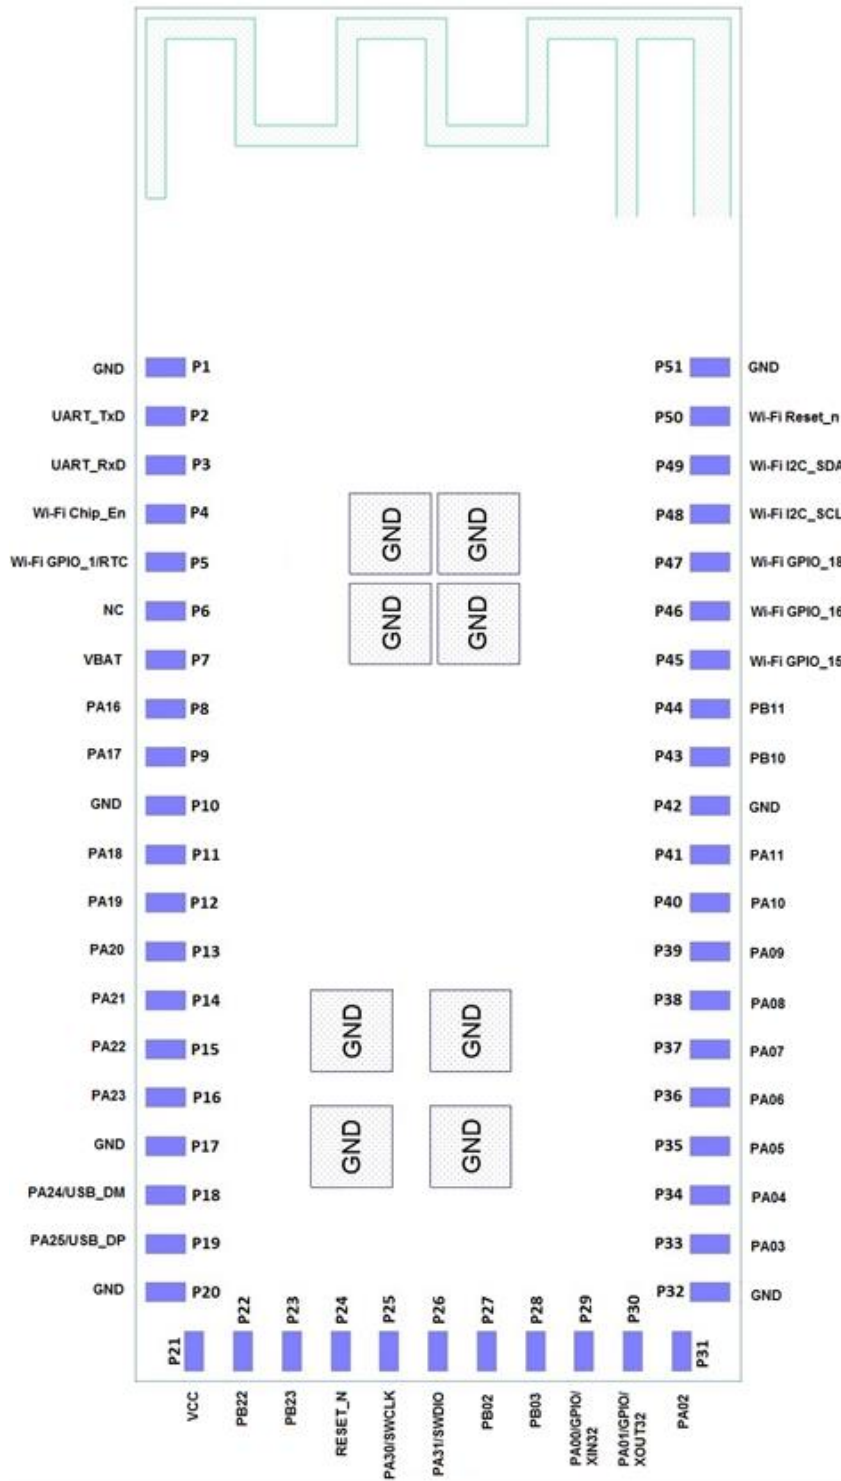 GND P1 P51 GND
UART_TxD P2 P50 Wi-Fi Reset_n
UART_RxD P3 P49 Wi-Fi I2C_SDA
Wi-Fi Chip_En P4 P48 Wi-Fi I2C_SCL
GND GND
Wi-Fi GPIO_1/RTC P5 P47 Wi-Fi GPIO_18
NC P6 P46 Wi-Fi GPIO_16
GND GND
VBAT P7 P45 Wi-Fi GPIO_15
PA16 P8 P44 PB11
PA17 P9 P43 PB10
GND P10 P42 GND
PA18 P11 P41 PA11
PA19 P12 P40 PA10
PA20 P13 P39 PA09
PA21 P14 P38 PA08
GND GND
PA22 P15 P37 PA07
PA23 P16 P36 PA06
GND P17 P35 PA05
GND GND
PA24/USB_DM P18 P34 PA04
PA25/USB_DP P19 P33 PA03
GND P20 P32 GND
P21 P22 P23 P24 P25 P26 P27 P28 P29 P30 P31
VCC
PB22
PB23
RESET_N
PA30/SWCLK
PA31/SWDIO
PB02
PB03
PA00/GPIO/
XIN32
PA01/GPIO/
XOUT32
PA02